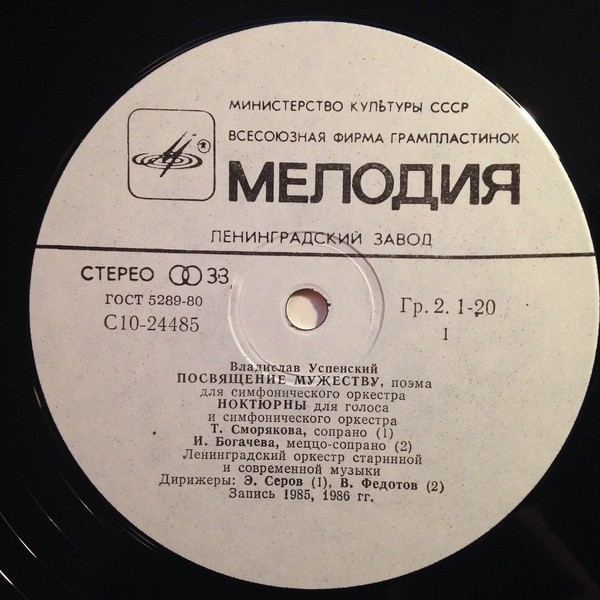 МИНИСТЕРСТВО КУЛЬТУРЫ СССР
ВСЕСОЮЗНАЯ ФИРМА ГРАМПЛАСТИНОК
МЕЛОДИЯ
ЛЕНИНГРАДСКИЙ ЗАВОД
СТЕРЕО 33
ГОСТ 5289-80
С10-24485
Гр. 2. 1-20
1
Владислав Успенский
ПОСВЯЩЕНИЕ МУЖЕСТВУ, поэма
для симфонического оркестра
НОКТЮРНЫ для голоса
и симфонического оркестра
Т. Сморякова, сопрано (1)
И. Богачева, меццо-сопрано (2)
Ленинградский оркестр старинной
и современной музыки
Дирижеры: Э. Серов (1), В. Федотов (2)
Запись 1985, 1986 гг.